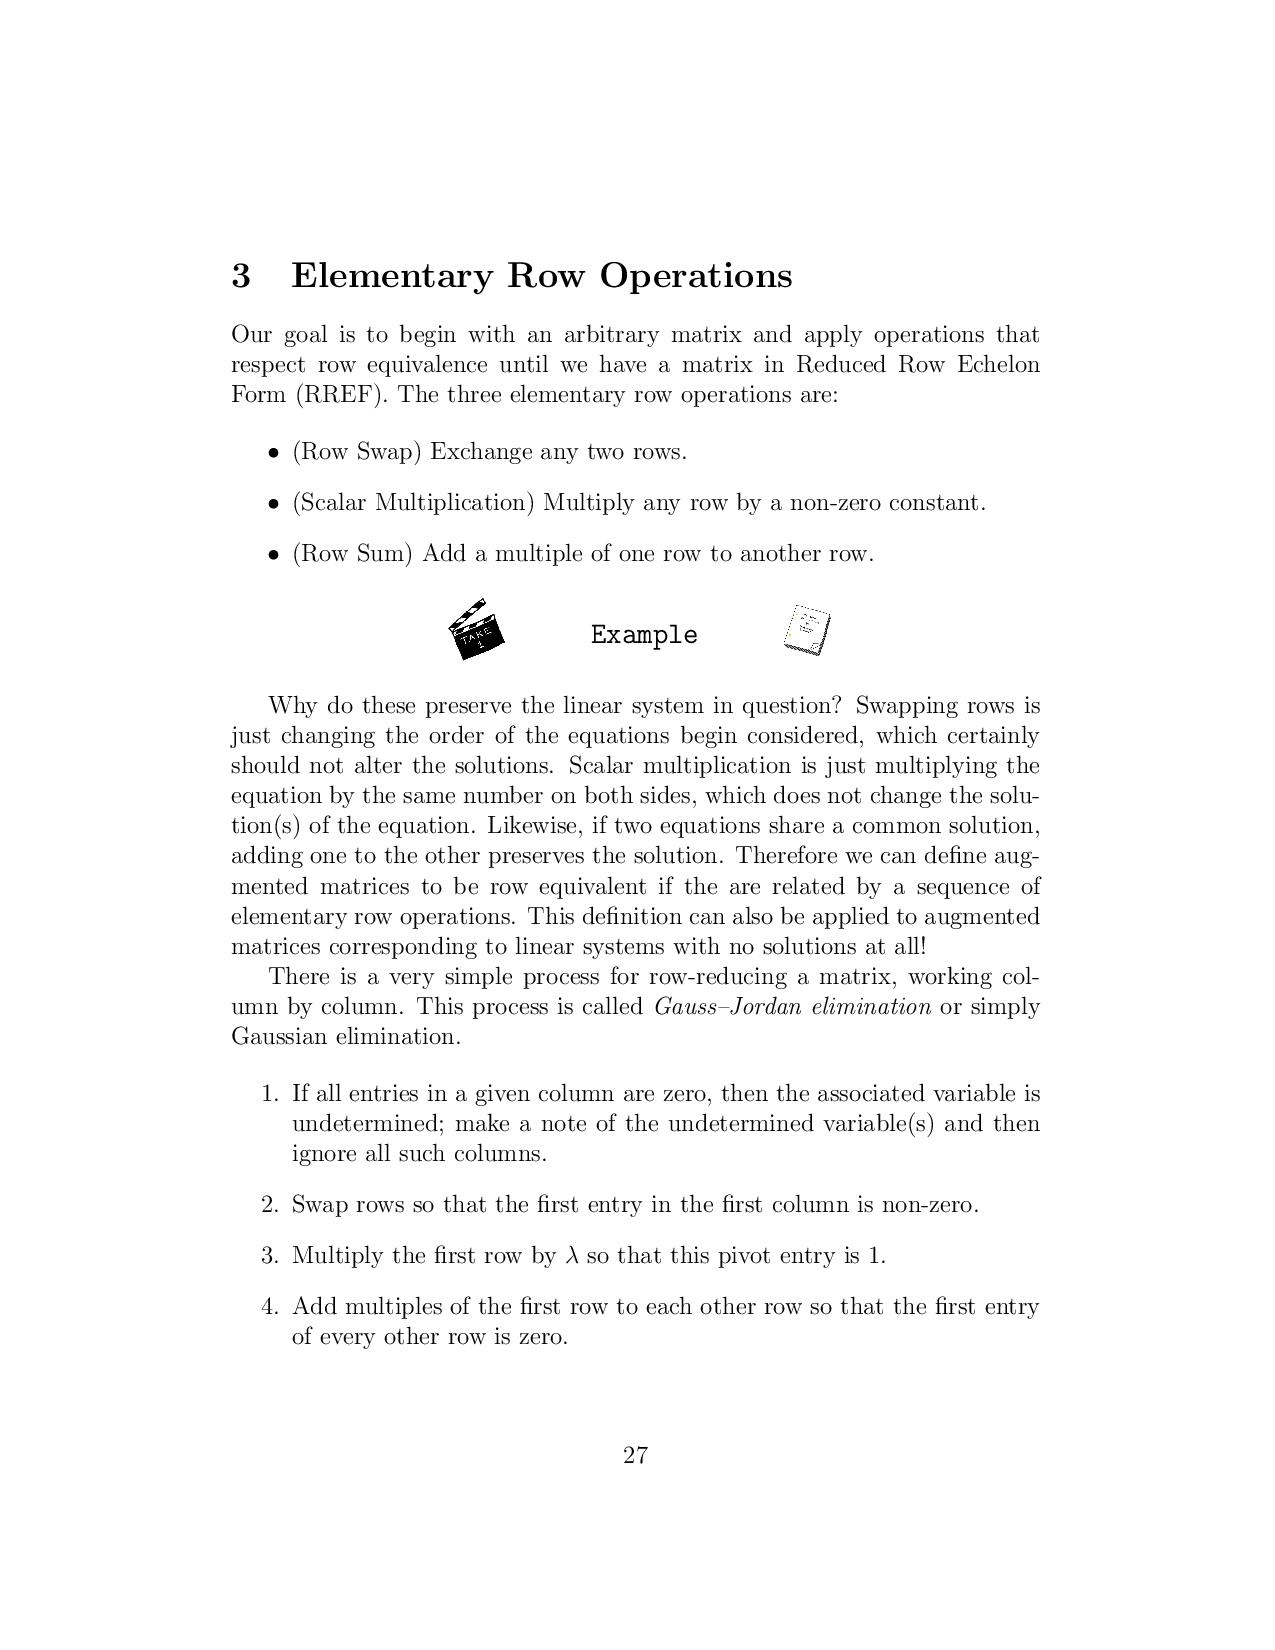 3 Elementary Row Operations
Our goal is to begin with an arbitrary matrix and apply operations that
respect row equivalence until we have a matrix in Reduced Row Echelon
Form (RREF). The three elementary row operations are:
• (Row Swap) Exchange any two rows.
• (Scalar Multiplication) Multiply any row by a non-zero constant.
• (Row Sum) Add a multiple of one row to another row.
TAKE
1
Example
Why do these preserve the linear system in question? Swapping rows is
just changing the order of the equations begin considered, which certainly
should not alter the solutions. Scalar multiplication is just multiplying the
equation by the same number on both sides, which does not change the solu-
tion(s) of the equation. Likewise, if two equations share a common solution,
adding one to the other preserves the solution. Therefore we can define aug-
mented matrices to be row equivalent if the are related by a sequence of
elementary row operations. This definition can also be applied to augmented
matrices corresponding to linear systems with no solutions at all!
There is a very simple process for row-reducing a matrix, working col-
umn by column. This process is called Gauss–Jordan elimination or simply
Gaussian elimination.
1. If all entries in a given column are zero, then the associated variable is
undetermined; make a note of the undetermined variable(s) and then
ignore all such columns.
2. Swap rows so that the first entry in the first column is non-zero.
3. Multiply the first row by λ so that this pivot entry is 1.
4. Add multiples of the first row to each other row so that the first entry
of every other row is zero.
27